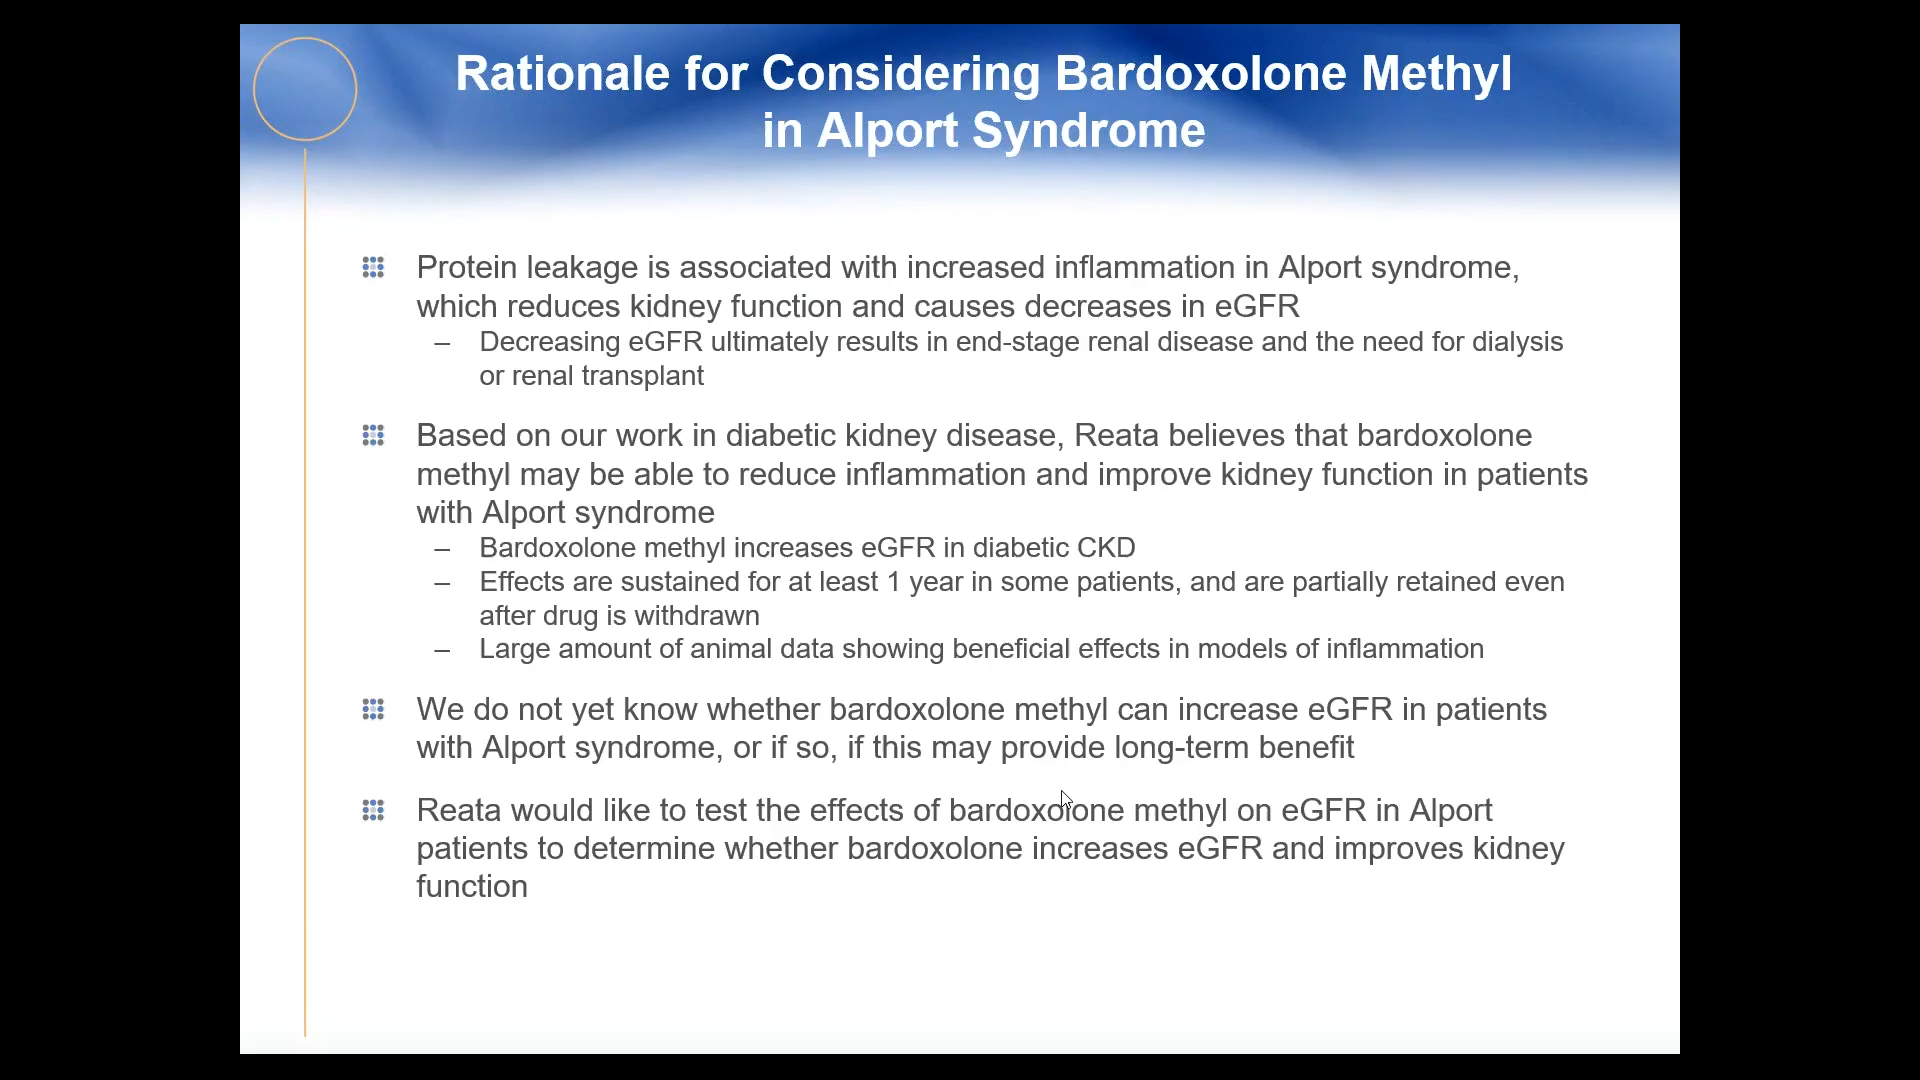 Rationale for Considering Bardoxolone Methyl
in Alport Syndrome
Protein leakage is associated with increased inflammation in Alport syndrome,
which reduces kidney function and causes decreases in eGFR
– Decreasing eGFR ultimately results in end-stage renal disease and the need for dialysis
or renal transplant
Based on our work in diabetic kidney disease, Reata believes that bardoxolone
methyl may be able to reduce inflammation and improve kidney function in patients
with Alport syndrome
– Bardoxolone methyl increases eGFR in diabetic CKD
– Effects are sustained for at least 1 year in some patients, and are partially retained even
after drug is withdrawn
– Large amount of animal data showing beneficial effects in models of inflammation
We do not yet know whether bardoxolone methyl can increase eGFR in patients
with Alport syndrome, or if so, if this may provide long-term benefit
Reata would like to test the effects of bardoxolone methyl on eGFR in Alport
patients to determine whether bardoxolone increases eGFR and improves kidney
function